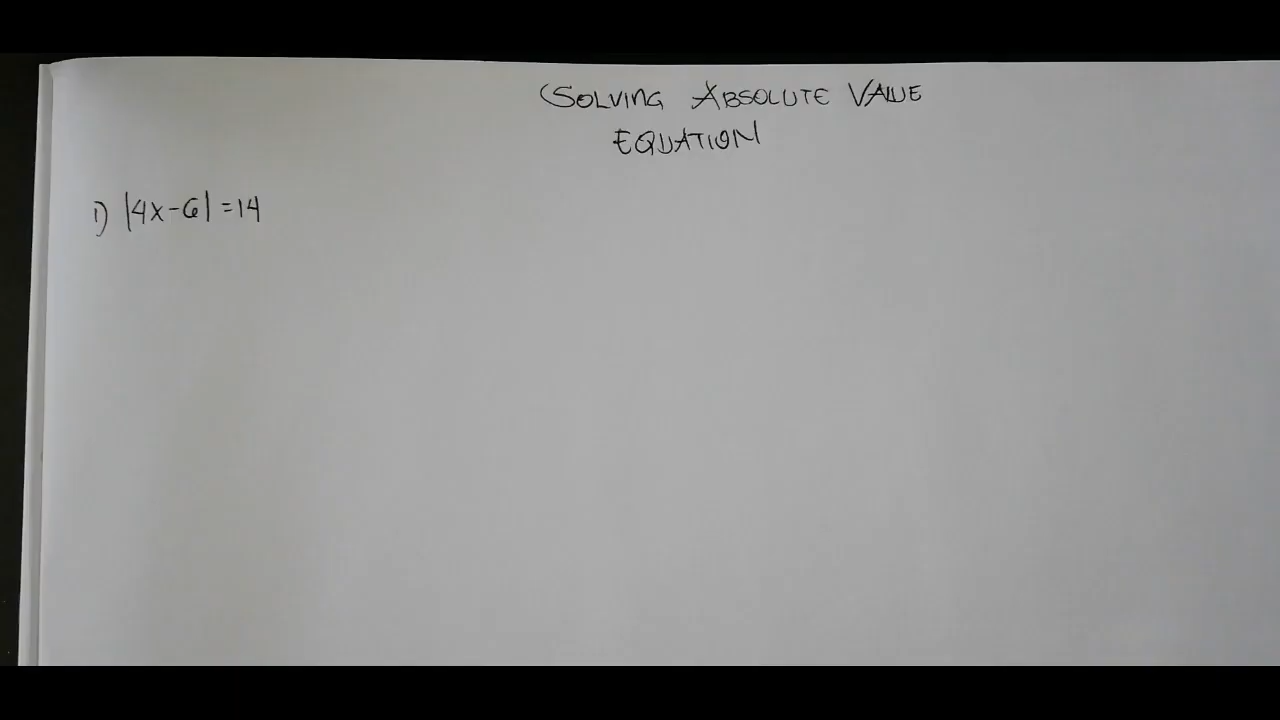 SOLVING ABSOLUTE VALUE
EQUATION
1) |4x-6| = 14